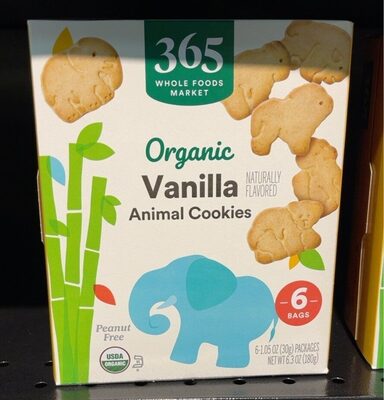 365
WHOLE FOODS
MARKET
Organic
Vanilla
NATURALLY
FLAVORED
Animal Cookies
6
BAGS
Peanut
Free
USDA
ORGANIC
6-1.05 OZ (30g) PACKAGES
NET WT 6.3 OZ (180g)